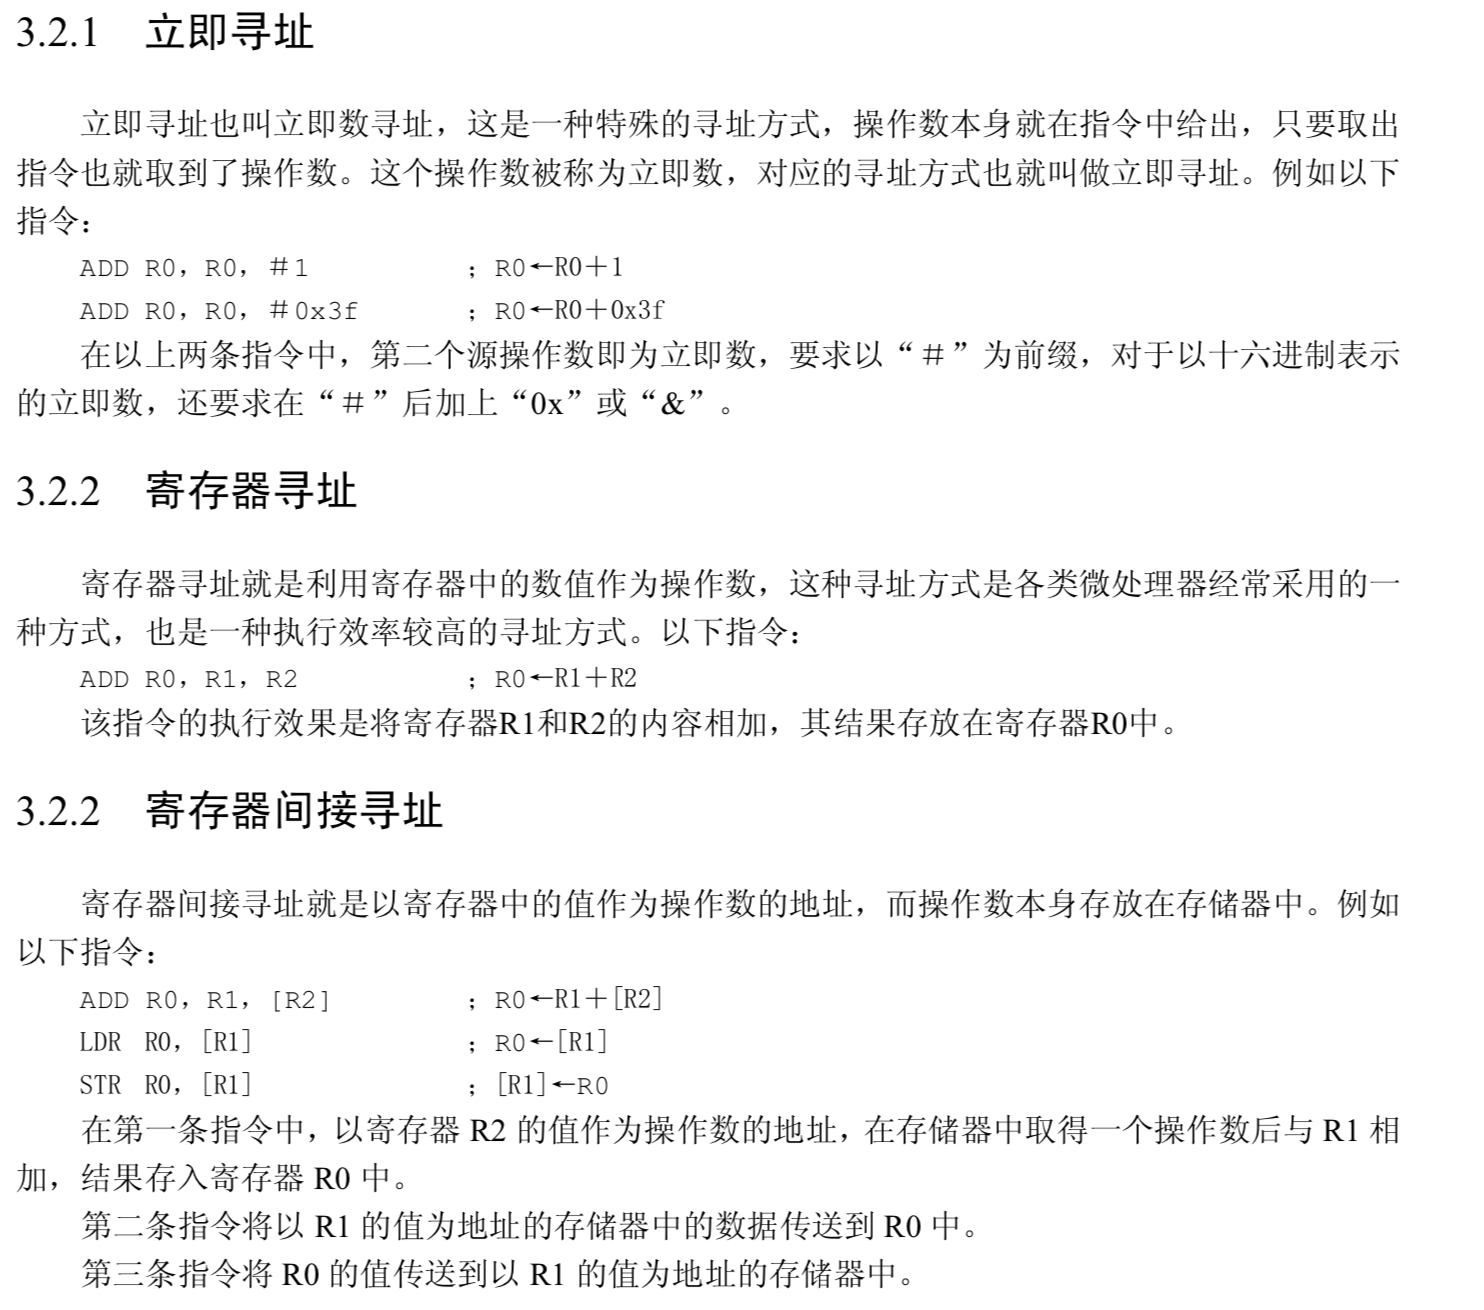 3.2.1 立即寻址
立即寻址也叫立即数寻址，这是一种特殊的寻址方式，操作数本身就在指令中给出，只要取出
指令也就取到了操作数。这个操作数被称为立即数，对应的寻址方式也就叫做立即寻址。例如以下
指令：
ADD R0，R0，＃1 ；R0←R0＋1
ADD R0，R0，＃0x3f ；R0←R0＋0x3f
在以上两条指令中，第二个源操作数即为立即数，要求以“＃”为前缀，对于以十六进制表示
的立即数，还要求在“＃”后加上“0x”或“&”。
3.2.2 寄存器寻址
寄存器寻址就是利用寄存器中的数值作为操作数，这种寻址方式是各类微处理器经常采用的一
种方式，也是一种执行效率较高的寻址方式。以下指令：
ADD R0，R1，R2 ；R0←R1＋R2
该指令的执行效果是将寄存器R1和R2的内容相加，其结果存放在寄存器R0中。
3.2.2 寄存器间接寻址
寄存器间接寻址就是以寄存器中的值作为操作数的地址，而操作数本身存放在存储器中。例如
以下指令：
ADD R0，R1，[R2] ；R0←R1＋[R2]
LDR R0，[R1] ；R0←[R1]
STR R0，[R1] ；[R1]←R0
在第一条指令中，以寄存器 R2 的值作为操作数的地址，在存储器中取得一个操作数后与 R1 相
加，结果存入寄存器 R0 中。
第二条指令将以 R1 的值为地址的存储器中的数据传送到 R0 中。
第三条指令将 R0 的值传送到以 R1 的值为地址的存储器中。